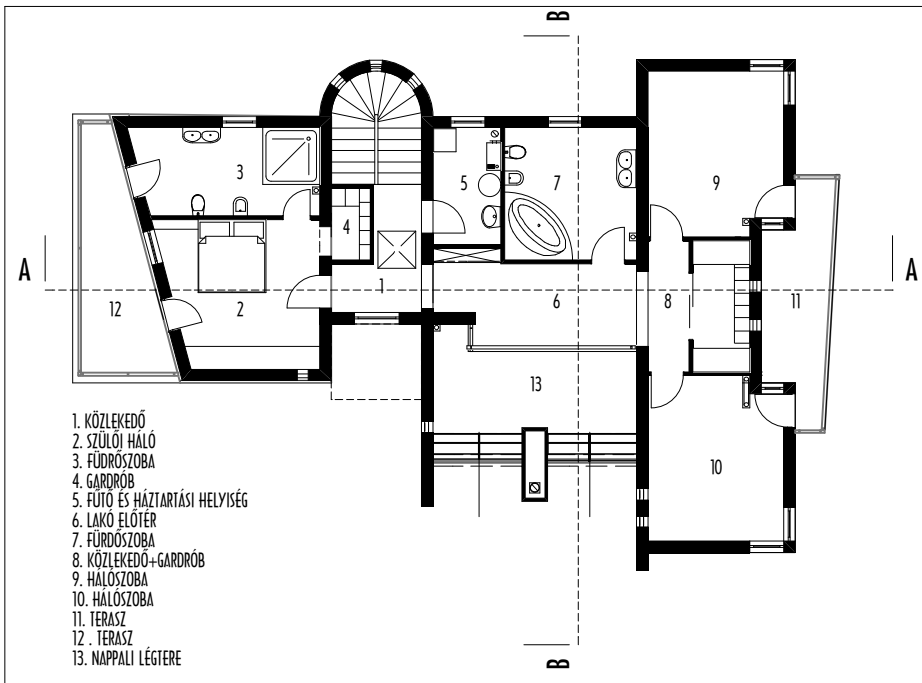 B
3
4
5
7
9
A
A
12
2
1
6
8
11
13
10
1. KÖZLEKEDŐ
2. SZÜLŐI HÁLÓ
3. FÜDRŐSZOBA
4. GARDRÓB
5. FŰTŐ ÉS HÁZTARTÁSI HELYISÉG
6. LAKÓ ELŐTÉR
7. FÜRDŐSZOBA
8. KÖZLEKEDŐ+GARDRÓB
9. HÁLÓSZOBA
10. HÁLÓSZOBA
11. TERASZ
12 . TERASZ
13. NAPPALI LÉGTERE
B